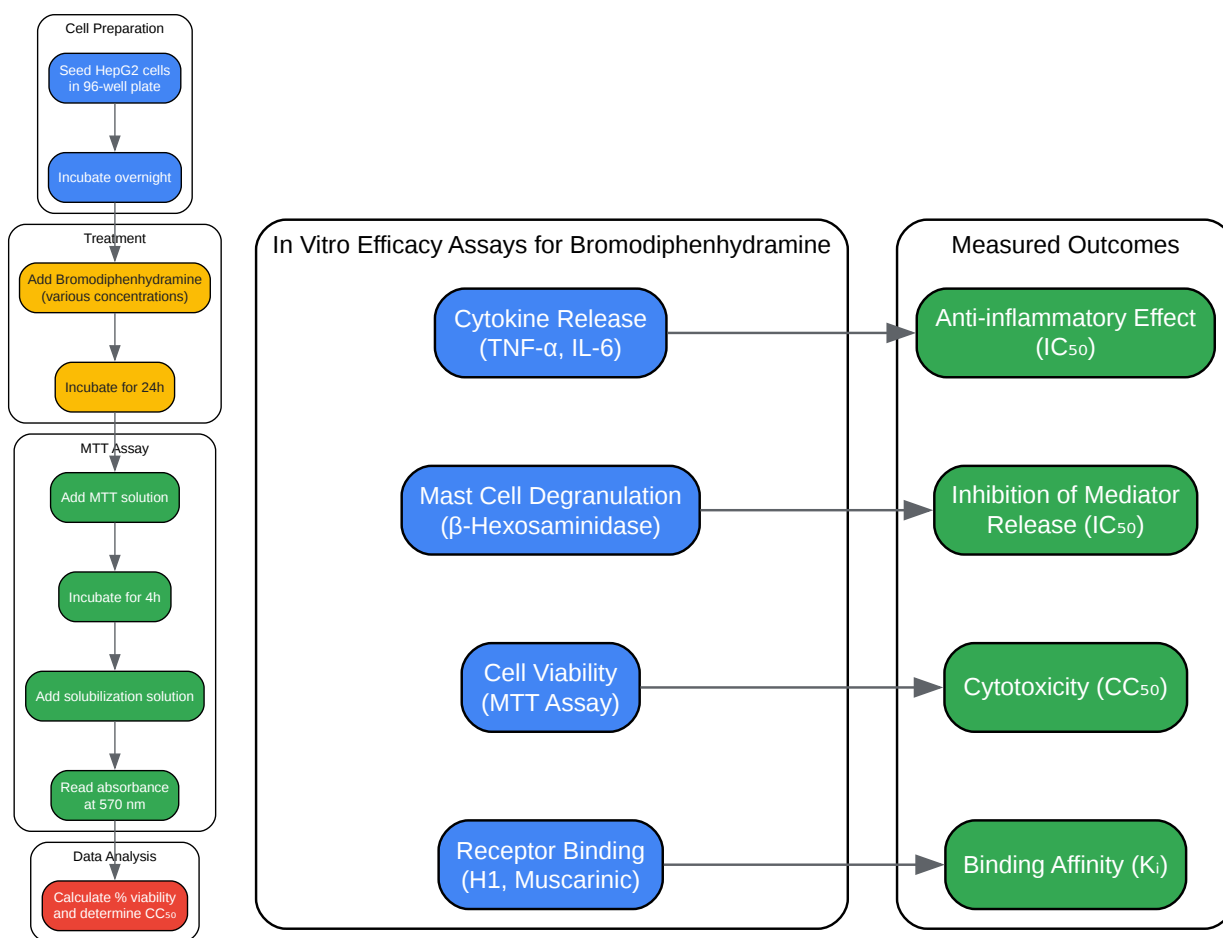 Cell Preparation
Seed HepG2 cells
in 96-well plate
Incubate overnight
Treatment
Add Bromodiphenhydramine
(various concentrations)
Incubate for 24h
MTT Assay
Add MTT solution
Incubate for 4h
Add solubilization solution
Read absorbance
at 570 nm
Data Analysis
Calculate % viability
and determine CC₅₀
In Vitro Efficacy Assays for Bromodiphenhydramine
Cytokine Release
(TNF-α, IL-6)
Mast Cell Degranulation
(β-Hexosaminidase)
Cell Viability
(MTT Assay)
Receptor Binding
(H1, Muscarinic)
Measured Outcomes
Anti-inflammatory Effect
(IC₅₀)
Inhibition of Mediator
Release (IC₅₀)
Cytotoxicity (CC₅₀)
Binding Affinity (Kᵢ)